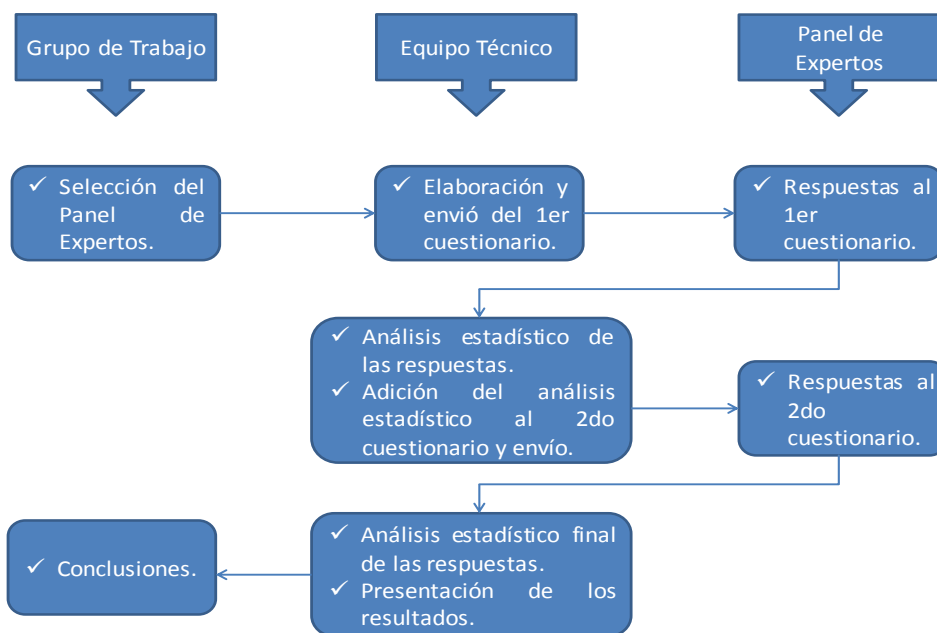 Grupo de Trabajo
Equipo Técnico
Panel de
Expertos
✓ Selección del
Panel de
Expertos.
✓ Elaboración y
envió del 1er
cuestionario.
✓ Respuestas al
1er
cuestionario.
✓ Análisis estadístico de
las respuestas.
✓ Adición del análisis
estadístico al 2do
cuestionario y envío.
✓ Respuestas al
2do
cuestionario.
✓ Análisis estadístico final
de las respuestas.
✓ Presentación de los
resultados.
✓ Conclusiones.